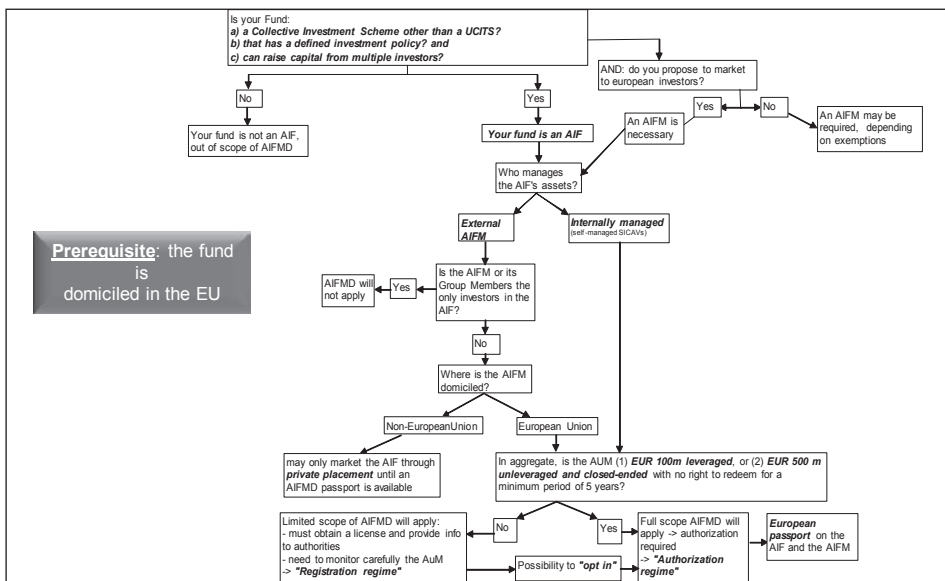 Is your Fund:
a) a Collective Investment Scheme other than a UCITS?
b) that has a defined investment policy? and
c) can raise capital from multiple investors?
AND: do you propose to market
to european investors?
No
Yes
Yes
No
Your fund is not an AIF,
out of scope of AIFMD
Your fund is an AIF
An AIFM is
necessary
An AIFM may be
required, depending
on exemptions
Who manages
the AIF's assets?
External
AIFM
Internally managed
(self-managed SICAVs)
Prerequisite: the fund
is
domiciled in the EU
AIFMD will
not apply
Yes
Is the AIFM or its
Group Members the
only investors in the
AIF?
No
Where is the AIFM
domiciled?
Non-EuropeanUnion
European Union
may only market the AIF through
private placement until an
AIFMD passport is available
In aggregate, is the AUM (1) EUR 100m leveraged, or (2) EUR 500 m
unleveraged and closed-ended with no right to redeem for a
minimum period of 5 years?
No
Yes
Limited scope of AIFMD will apply:
- must obtain a license and provide info
to authorities
- need to monitor carefully the AuM
-> "Registration regime"
Possibility to "opt in"
Full scope AIFMD will
apply -> authorization
required
-> "Authorization
regime"
European
passport on the
AIF and the AIFM